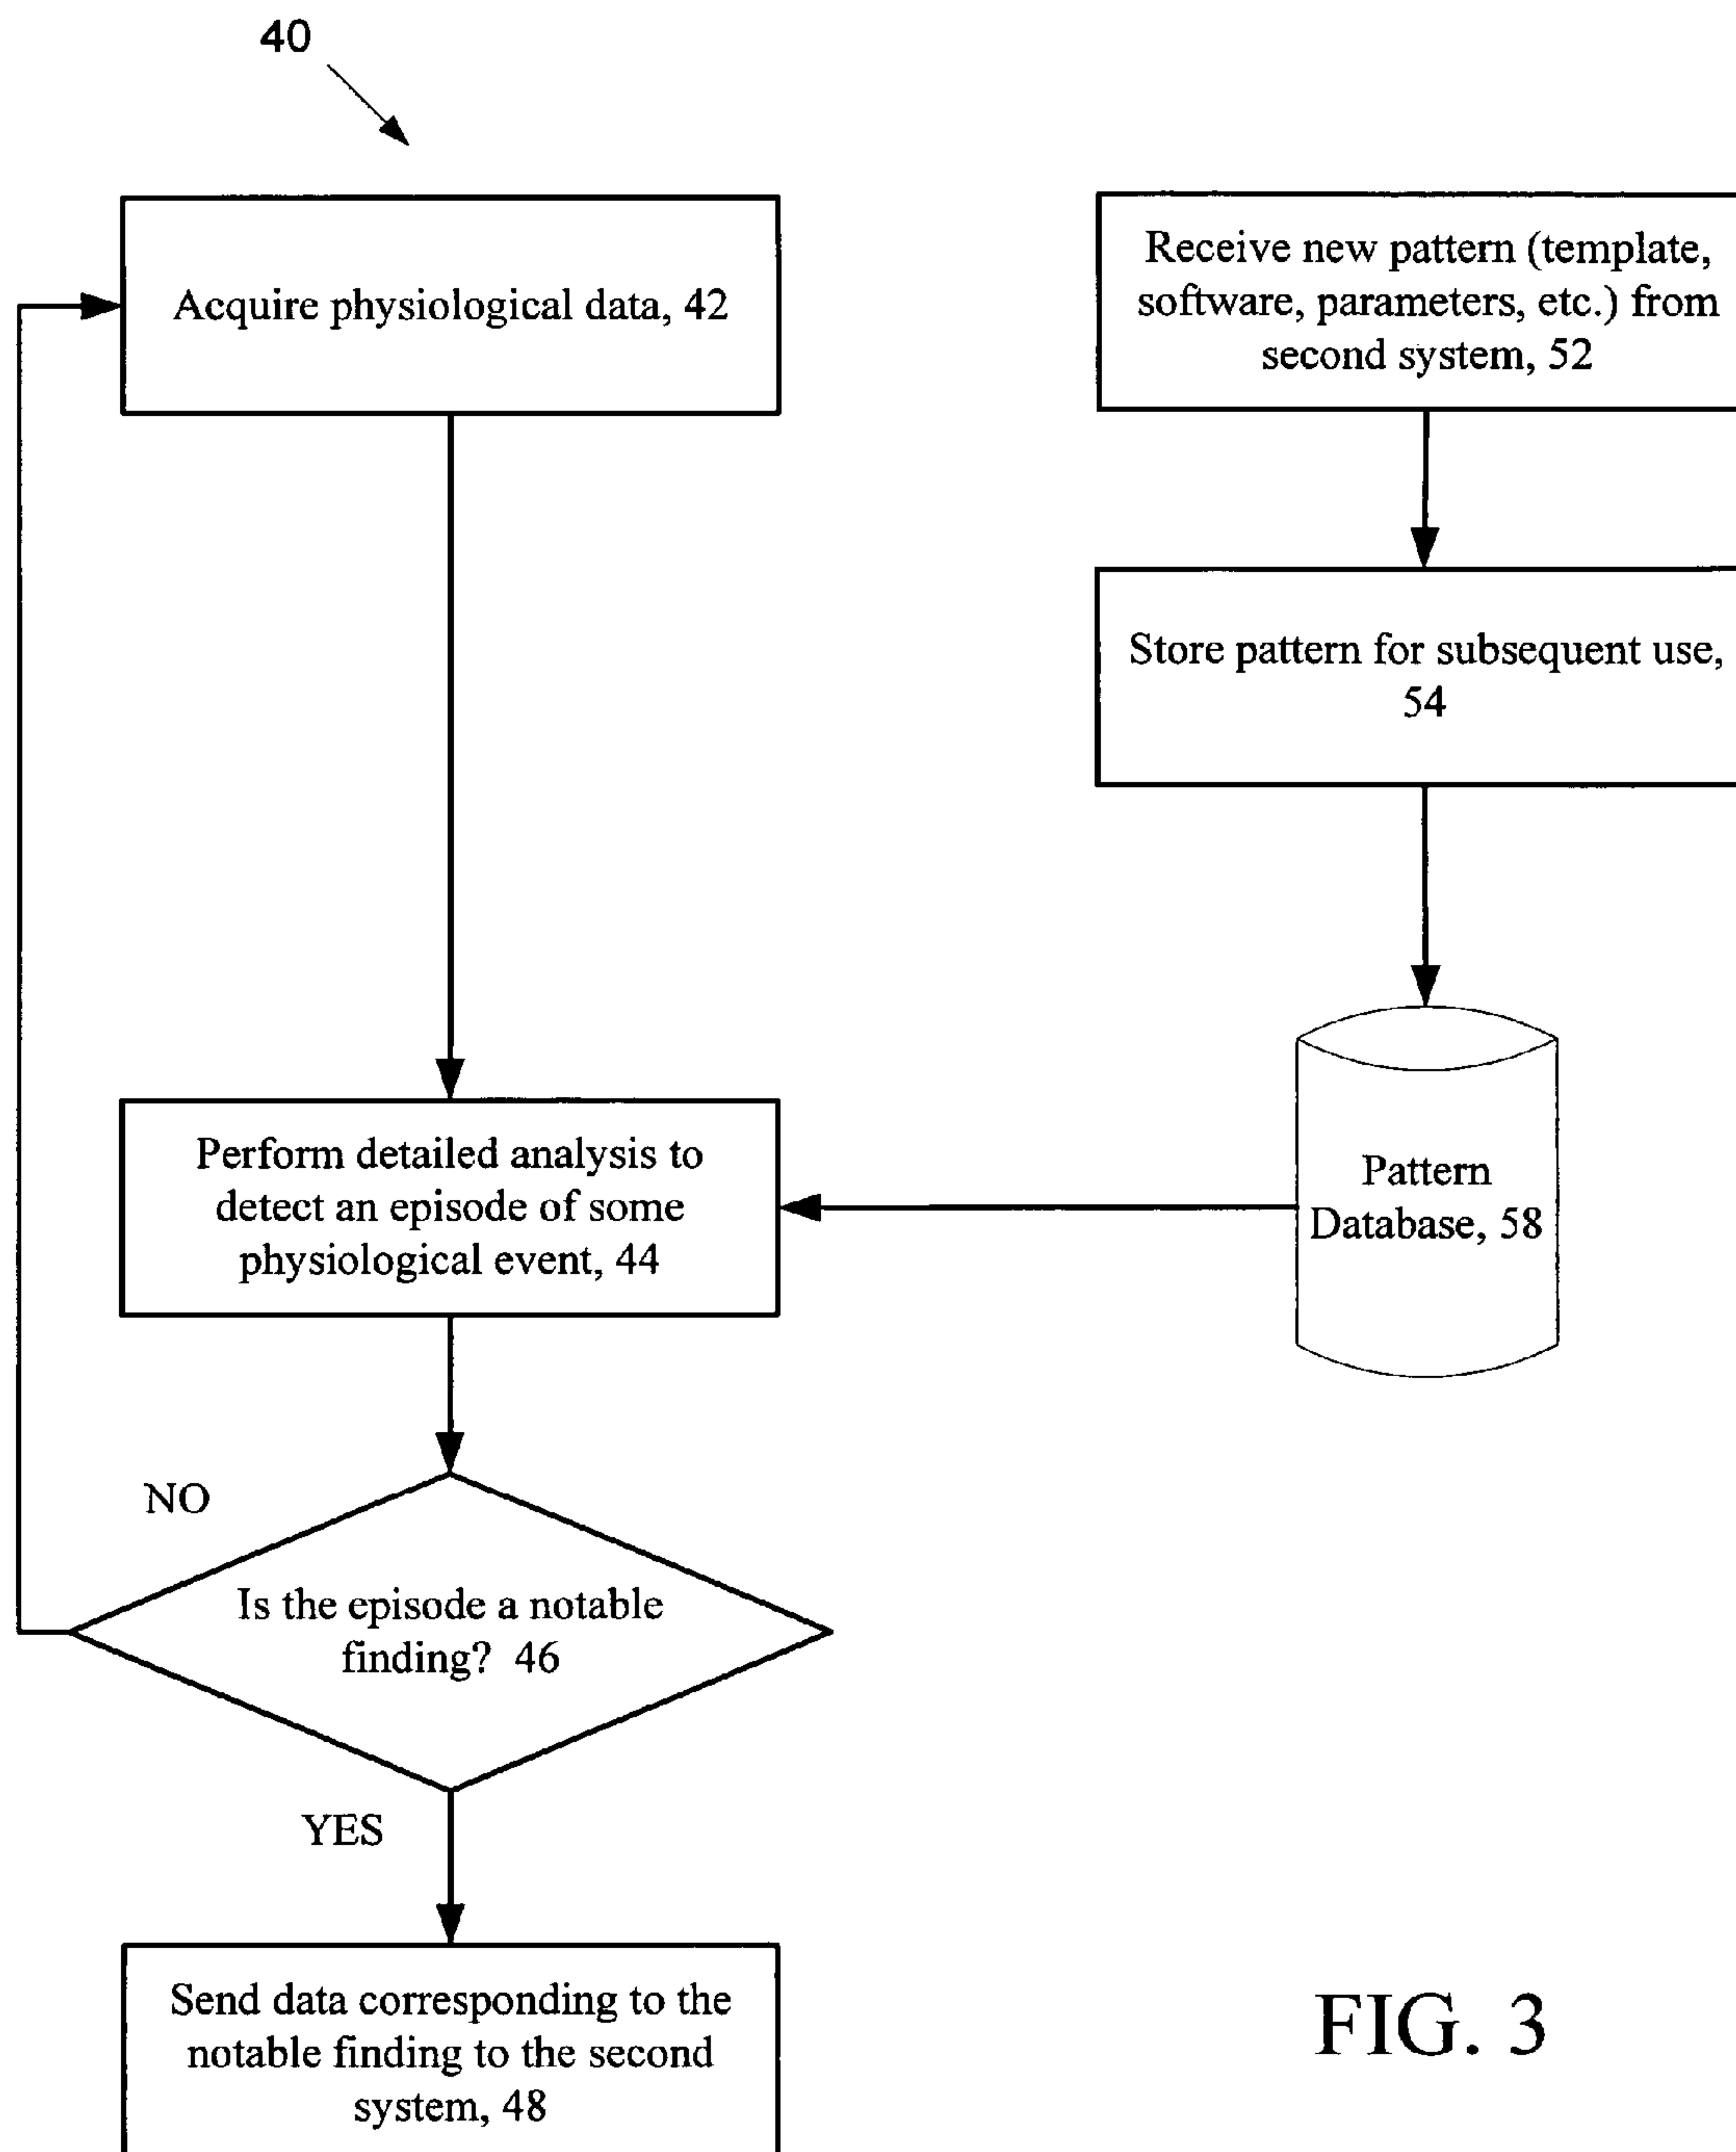 40
Acquire physiological data, 42
Receive new pattern (template,
software, parameters, etc.) from
second system, 52
Store pattern for subsequent use,
54
Perform detailed analysis to
detect an episode of some
physiological event, 44
Pattern
Database, 58
NO
Is the episode a notable
finding? 46
YES
Send data corresponding to the
notable finding to the second
system, 48
FIG. 3